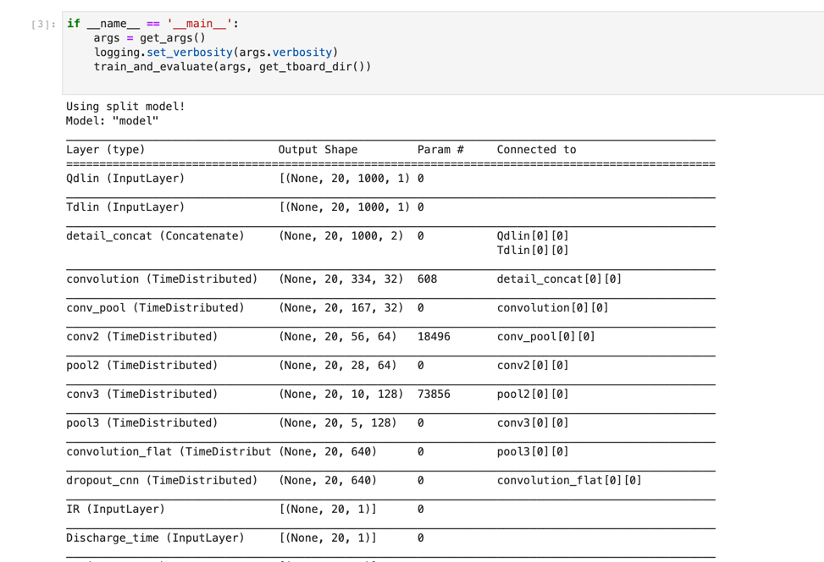 [3]: if __name__ == '__main__':
    args = get_args()
    logging.set_verbosity(args.verbosity)
    train_and_evaluate(args, get_tboard_dir())
Using split model!
Model: "model"
Layer (type) Output Shape Param # Connected to
Qdlin (InputLayer) [(None, 20, 1000, 1) 0
Tdlin (InputLayer) [(None, 20, 1000, 1) 0
detail_concat (Concatenate) (None, 20, 1000, 2) 0 Qdlin[0][0]
Tdlin[0][0]
convolution (TimeDistributed) (None, 20, 334, 32) 608 detail_concat[0][0]
conv_pool (TimeDistributed) (None, 20, 167, 32) 0 convolution[0][0]
conv2 (TimeDistributed) (None, 20, 56, 64) 18496 conv_pool[0][0]
pool2 (TimeDistributed) (None, 20, 28, 64) 0 conv2[0][0]
conv3 (TimeDistributed) (None, 20, 10, 128) 73856 pool2[0][0]
pool3 (TimeDistributed) (None, 20, 5, 128) 0 conv3[0][0]
convolution_flat (TimeDistribut (None, 20, 640) 0 pool3[0][0]
dropout_cnn (TimeDistributed) (None, 20, 640) 0 convolution_flat[0][0]
IR (InputLayer) [(None, 20, 1)] 0
Discharge_time (InputLayer) [(None, 20, 1)] 0